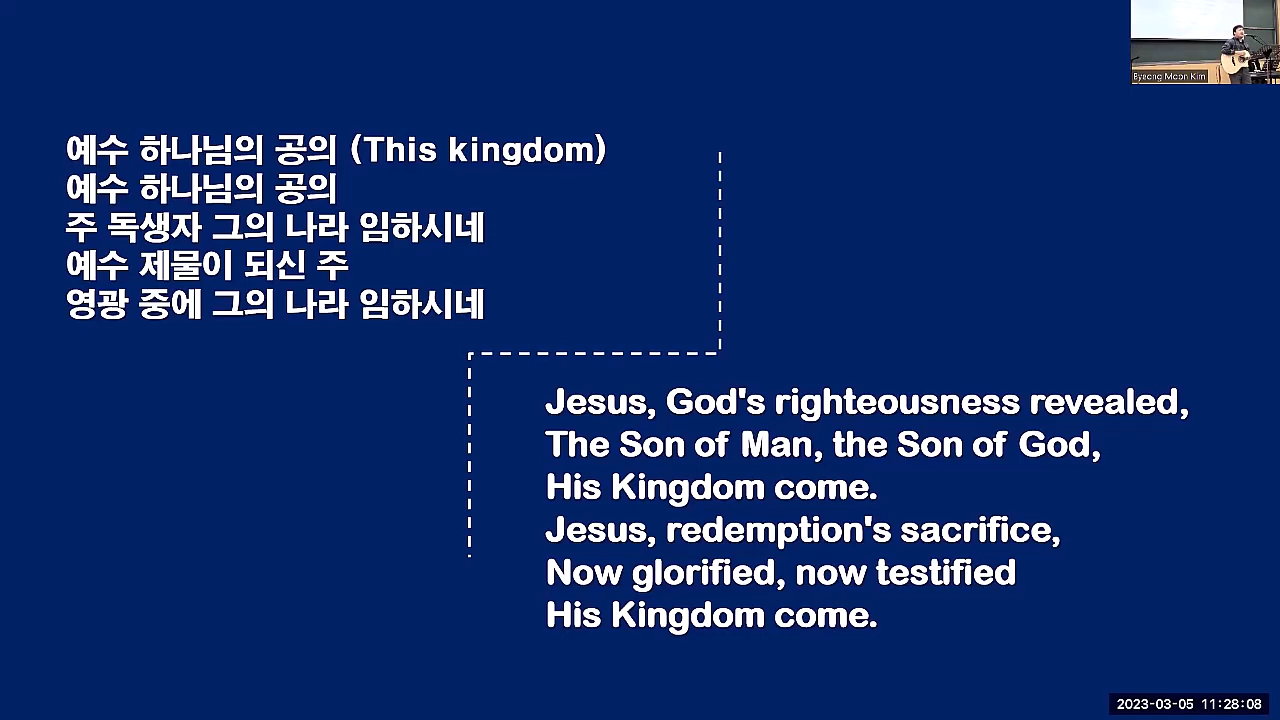 Byeong Moon Kim
예수 하나님의 공의 (This kingdom)
예수 하나님의 공의
주 독생자 그의 나라 임하시네
예수 제물이 되신 주
영광 중에 그의 나라 임하시네
Jesus, God's righteousness revealed,
The Son of Man, the Son of God,
His Kingdom come.
Jesus, redemption's sacrifice,
Now glorified, now testified
His Kingdom come.
2023-03-05 11:28:08